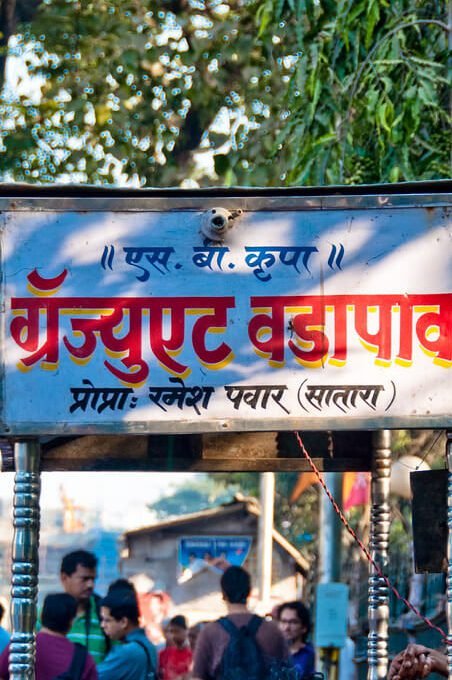 ॥ एस. बा. कृपा ॥
ग्रॅज्युएट वडापाव
प्रोप्रा: रमेश पवार (सातारा)